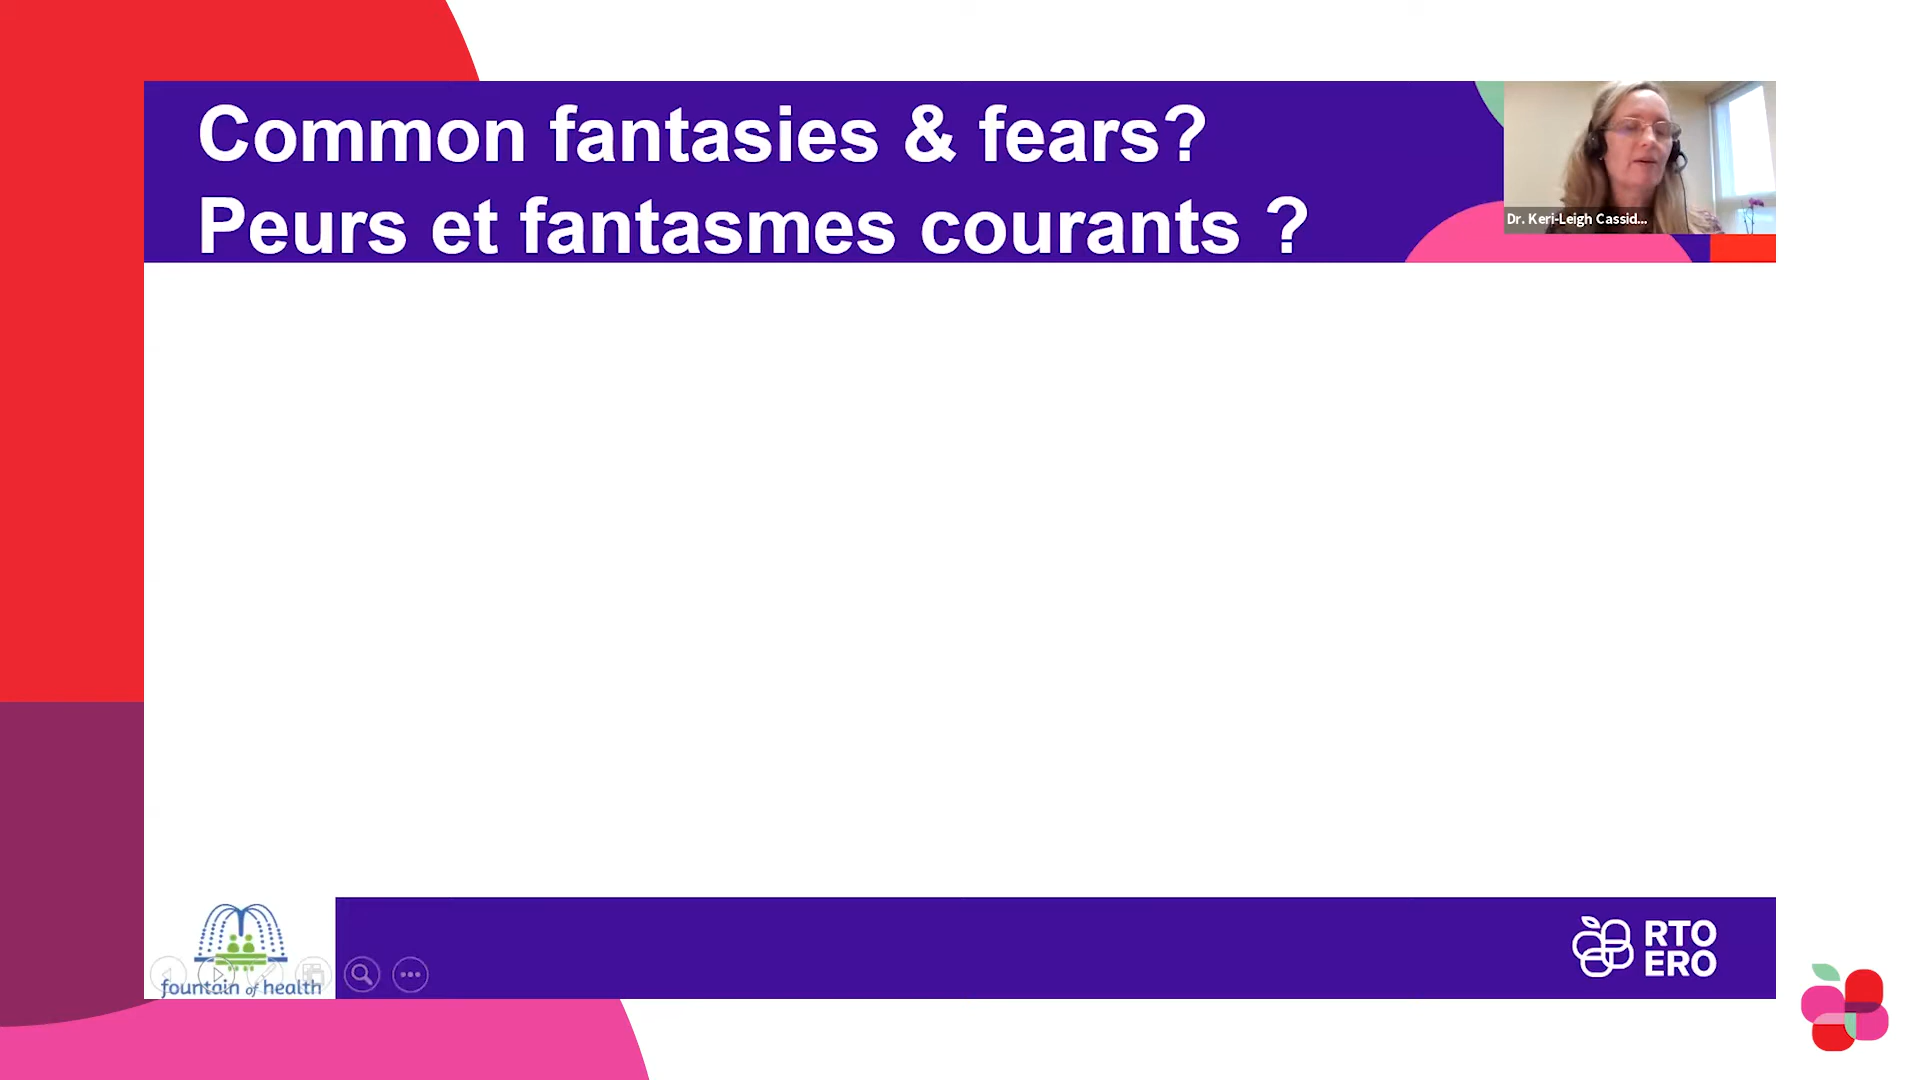 Common fantasies & fears?
Peurs et fantasmes courants ?
Dr. Keri-Leigh Cassid...
fountain of health
RTO
ERO